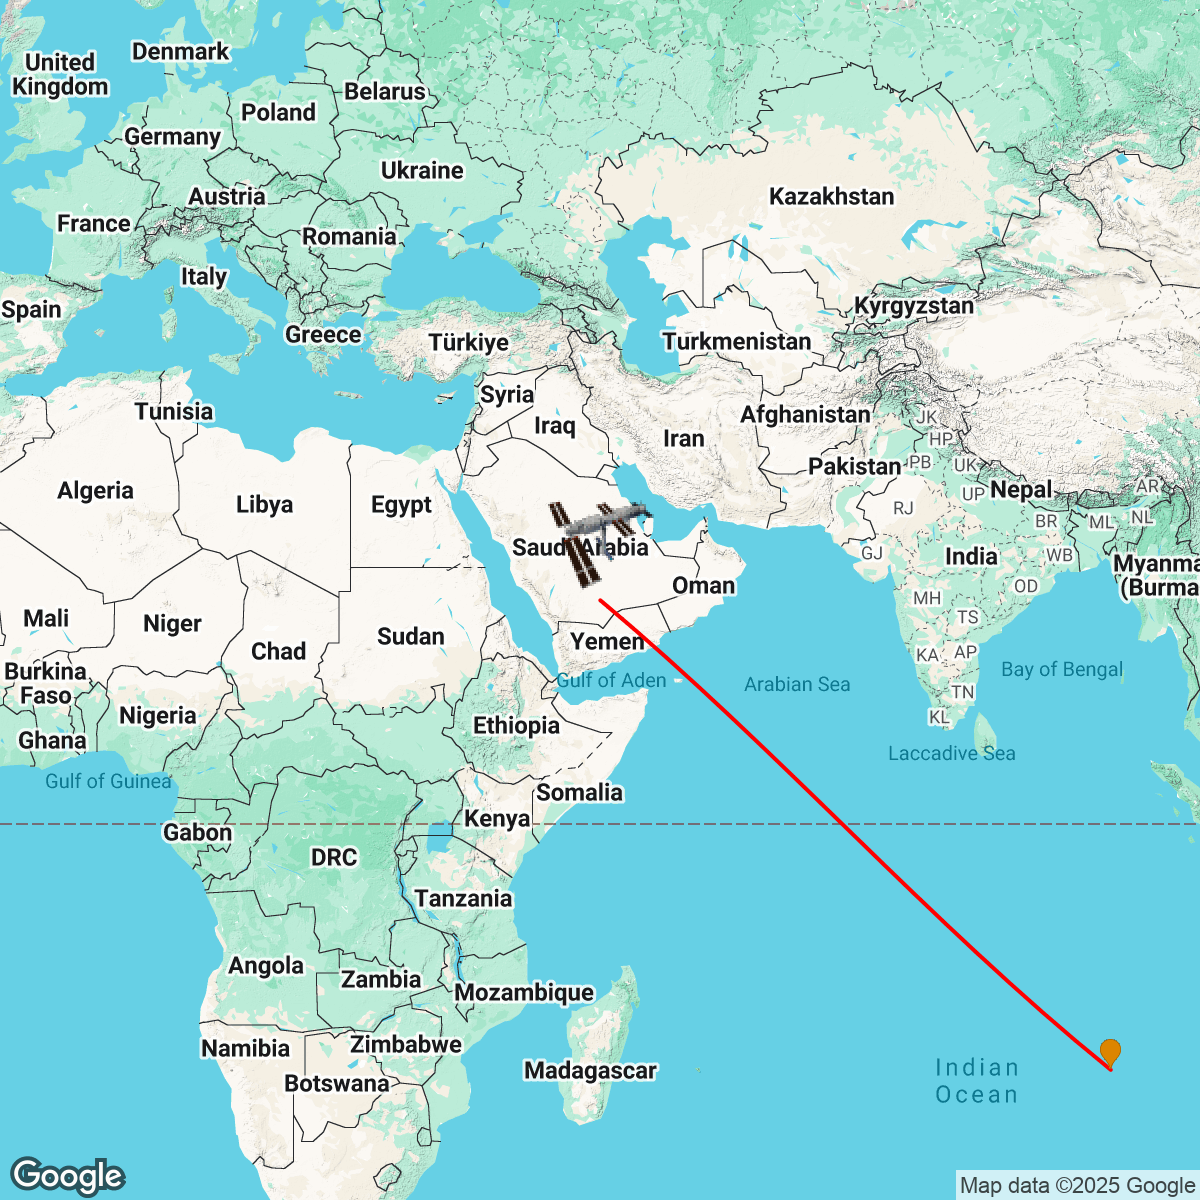 Denmark
United
Kingdom
Belarus
Poland
Germany
Ukraine
Austria
Kazakhstan
France
Romania
Italy
Spain
Kyrgyzstan
Greece
Türkiye
Turkmenistan
Syria
Tunisia
Afghanistan
JK
Iraq
Iran
HP
Pakistan
PB
UK
Algeria
Libya
Egypt
UP
Nepal
AR
RJ
BR
ML
NL
Saudi Arabia
GJ
India
WB
Myanma
(Burma
Oman
OD
MH
Mali
Niger
TS
Sudan
Yemen
Chad
KA
AP
Burkina
Faso
Gulf of Aden
Arabian Sea
Bay of Bengal
TN
Nigeria
KL
Ethiopia
Ghana
Laccadive Sea
Gulf of Guinea
Somalia
Kenya
Gabon
DRC
Tanzania
Angola
Zambia
Mozambique
Namibia
Zimbabwe
Madagascar
Indian
Ocean
Botswana
Google
Map data ©2025 Google